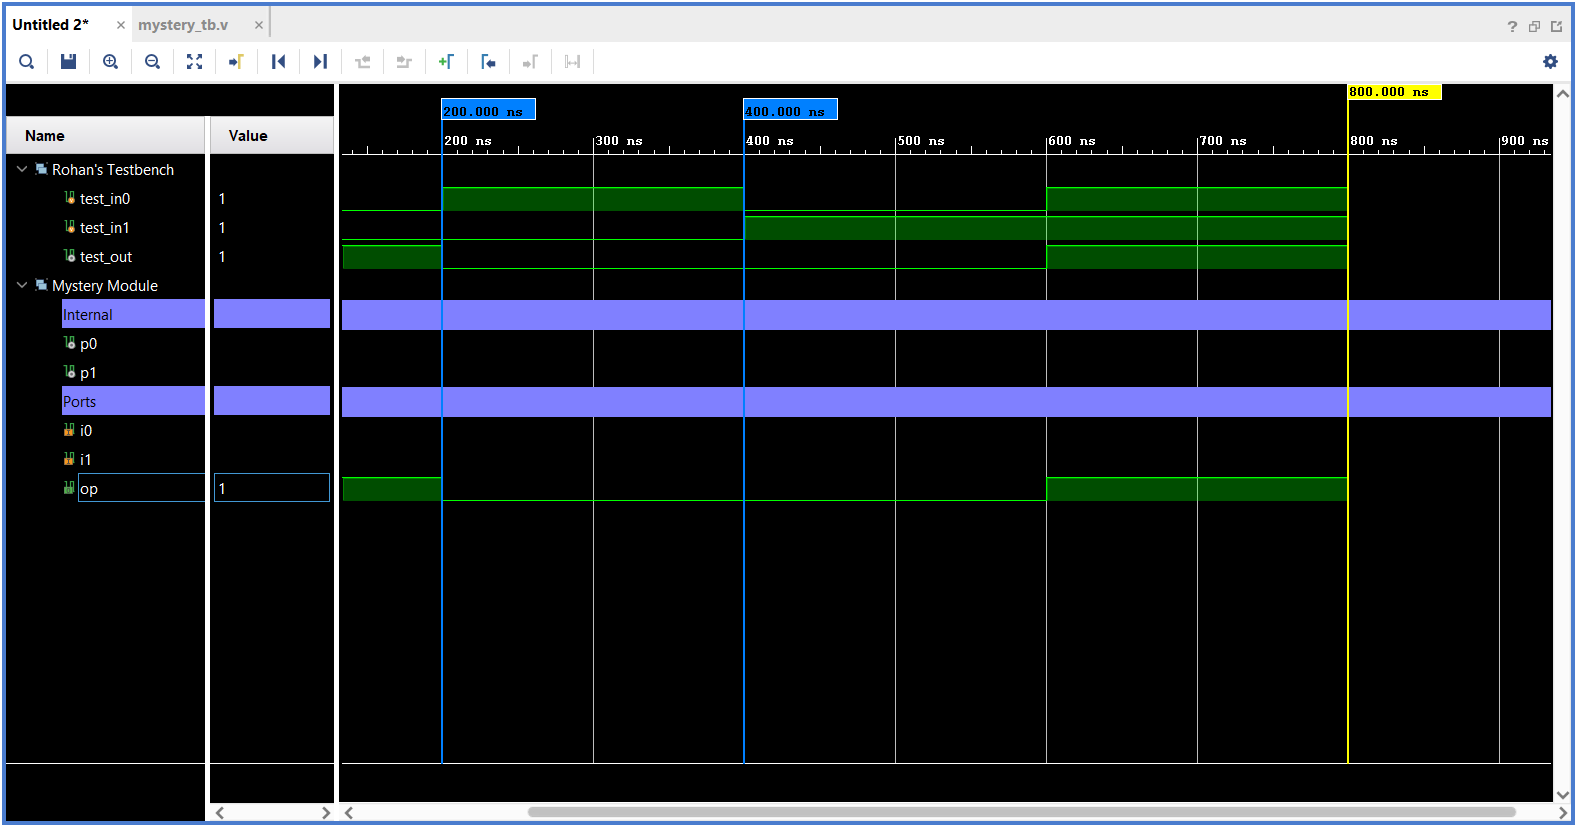 Untitled 2* × mystery_tb.v ×
?
800.000 ns
200.000 ns 400.000 ns
Name Value
200 ns 300 ns 400 ns 500 ns 600 ns 700 ns 800 ns 900 ns
Rohan's Testbench
test_in0 1
test_in1 1
test_out 1
Mystery Module
Internal
p0
p1
Ports
i0
i1
op 1